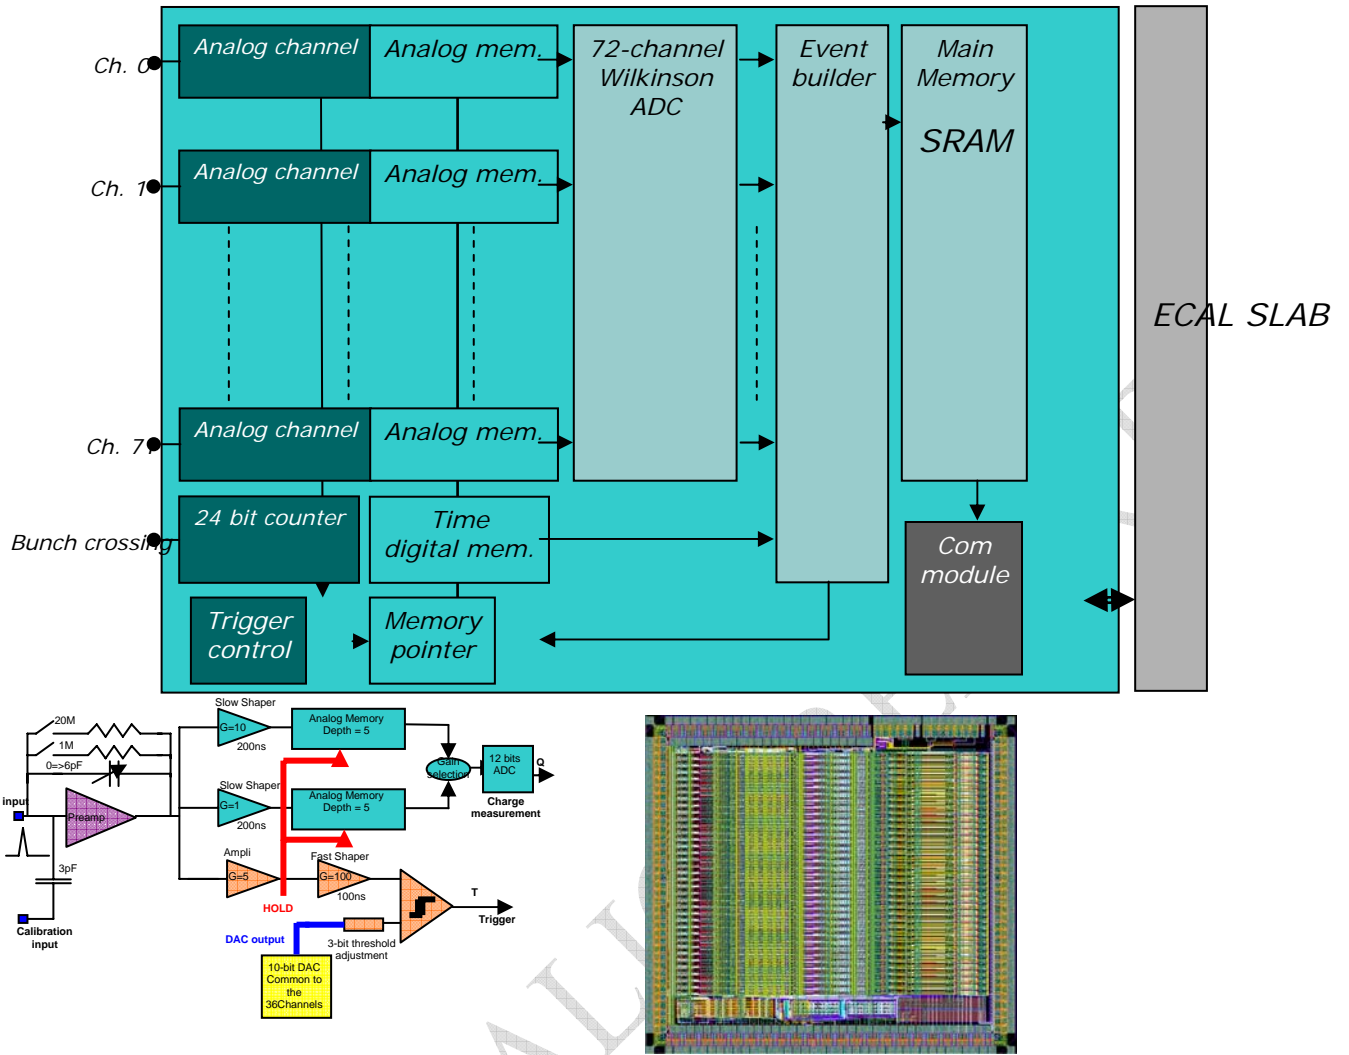 Ch. 0
Analog channel
Analog mem.
72-channel
Wilkinson
ADC
Event
builder
Main
Memory
SRAM
Ch. 1
Analog channel
Analog mem.
ECAL SLAB
Ch. 71
Analog channel
Analog mem.
Bunch crossing
24 bit counter
Time
digital mem.
Com
module
Trigger
control
Memory
pointer
20M
1M
0=>6pF
input
Preamp
3pF
Calibration
input
Slow Shaper
G=10
200ns
Analog Memory
Depth = 5
Slow Shaper
G=1
200ns
Analog Memory
Depth = 5
Gain
selection
12 bits
ADC
Q
Charge
measurement
Ampli
G=5
Fast Shaper
G=100
100ns
HOLD
T
Trigger
DAC output
3-bit threshold
adjustment
10-bit DAC
Common to
the
36Channels